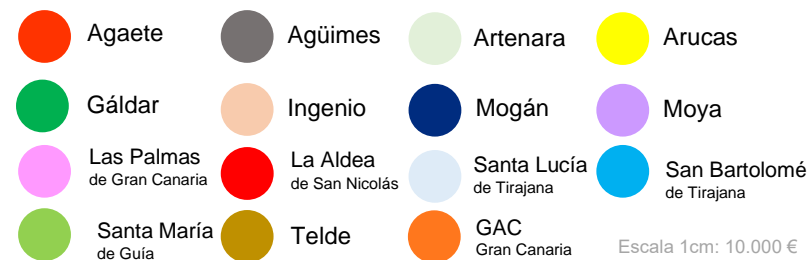 Agaete
Agüimes
Artenara
Arucas
Gáldar
Ingenio
Mogán
Moya
Las Palmas
de Gran Canaria
La Aldea
de San Nicolás
Santa Lucía
de Tirajana
San Bartolomé
de Tirajana
Santa María
de Guía
Telde
GAC
Gran Canaria
Escala 1cm: 10.000 €